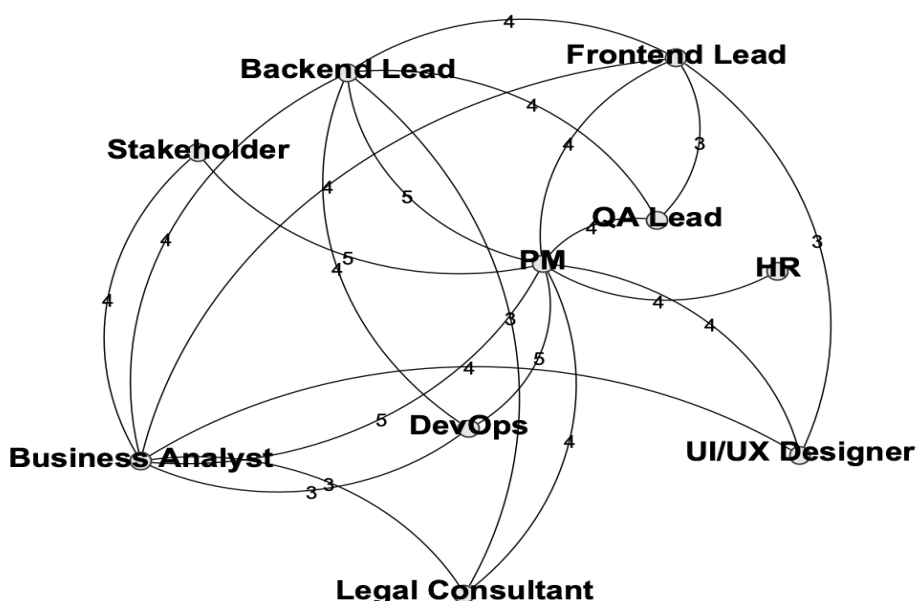 4
Frontend Lead
Backend Lead
4
4
3
Stakeholder
4
5
QA Lead
4
4
3
5
PM
HR
4
4
4
3
4
5
4
5
DevOps
4
UI/UX Designer
Business Analyst
3
3
Legal Consultant